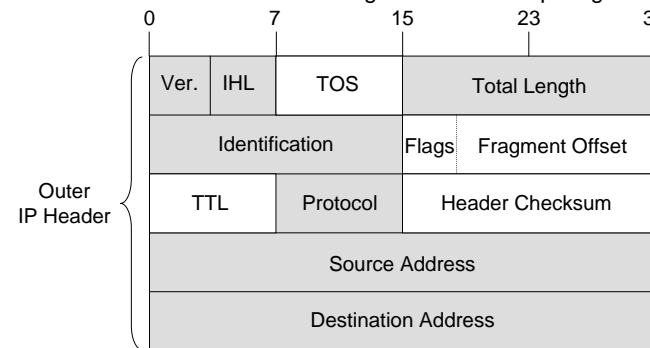 0 7 15 23
Ver. IHL TOS Total Length
Identification Flags Fragment Offset
Outer
IP Header
TTL Protocol Header Checksum
Source Address
Destination Address